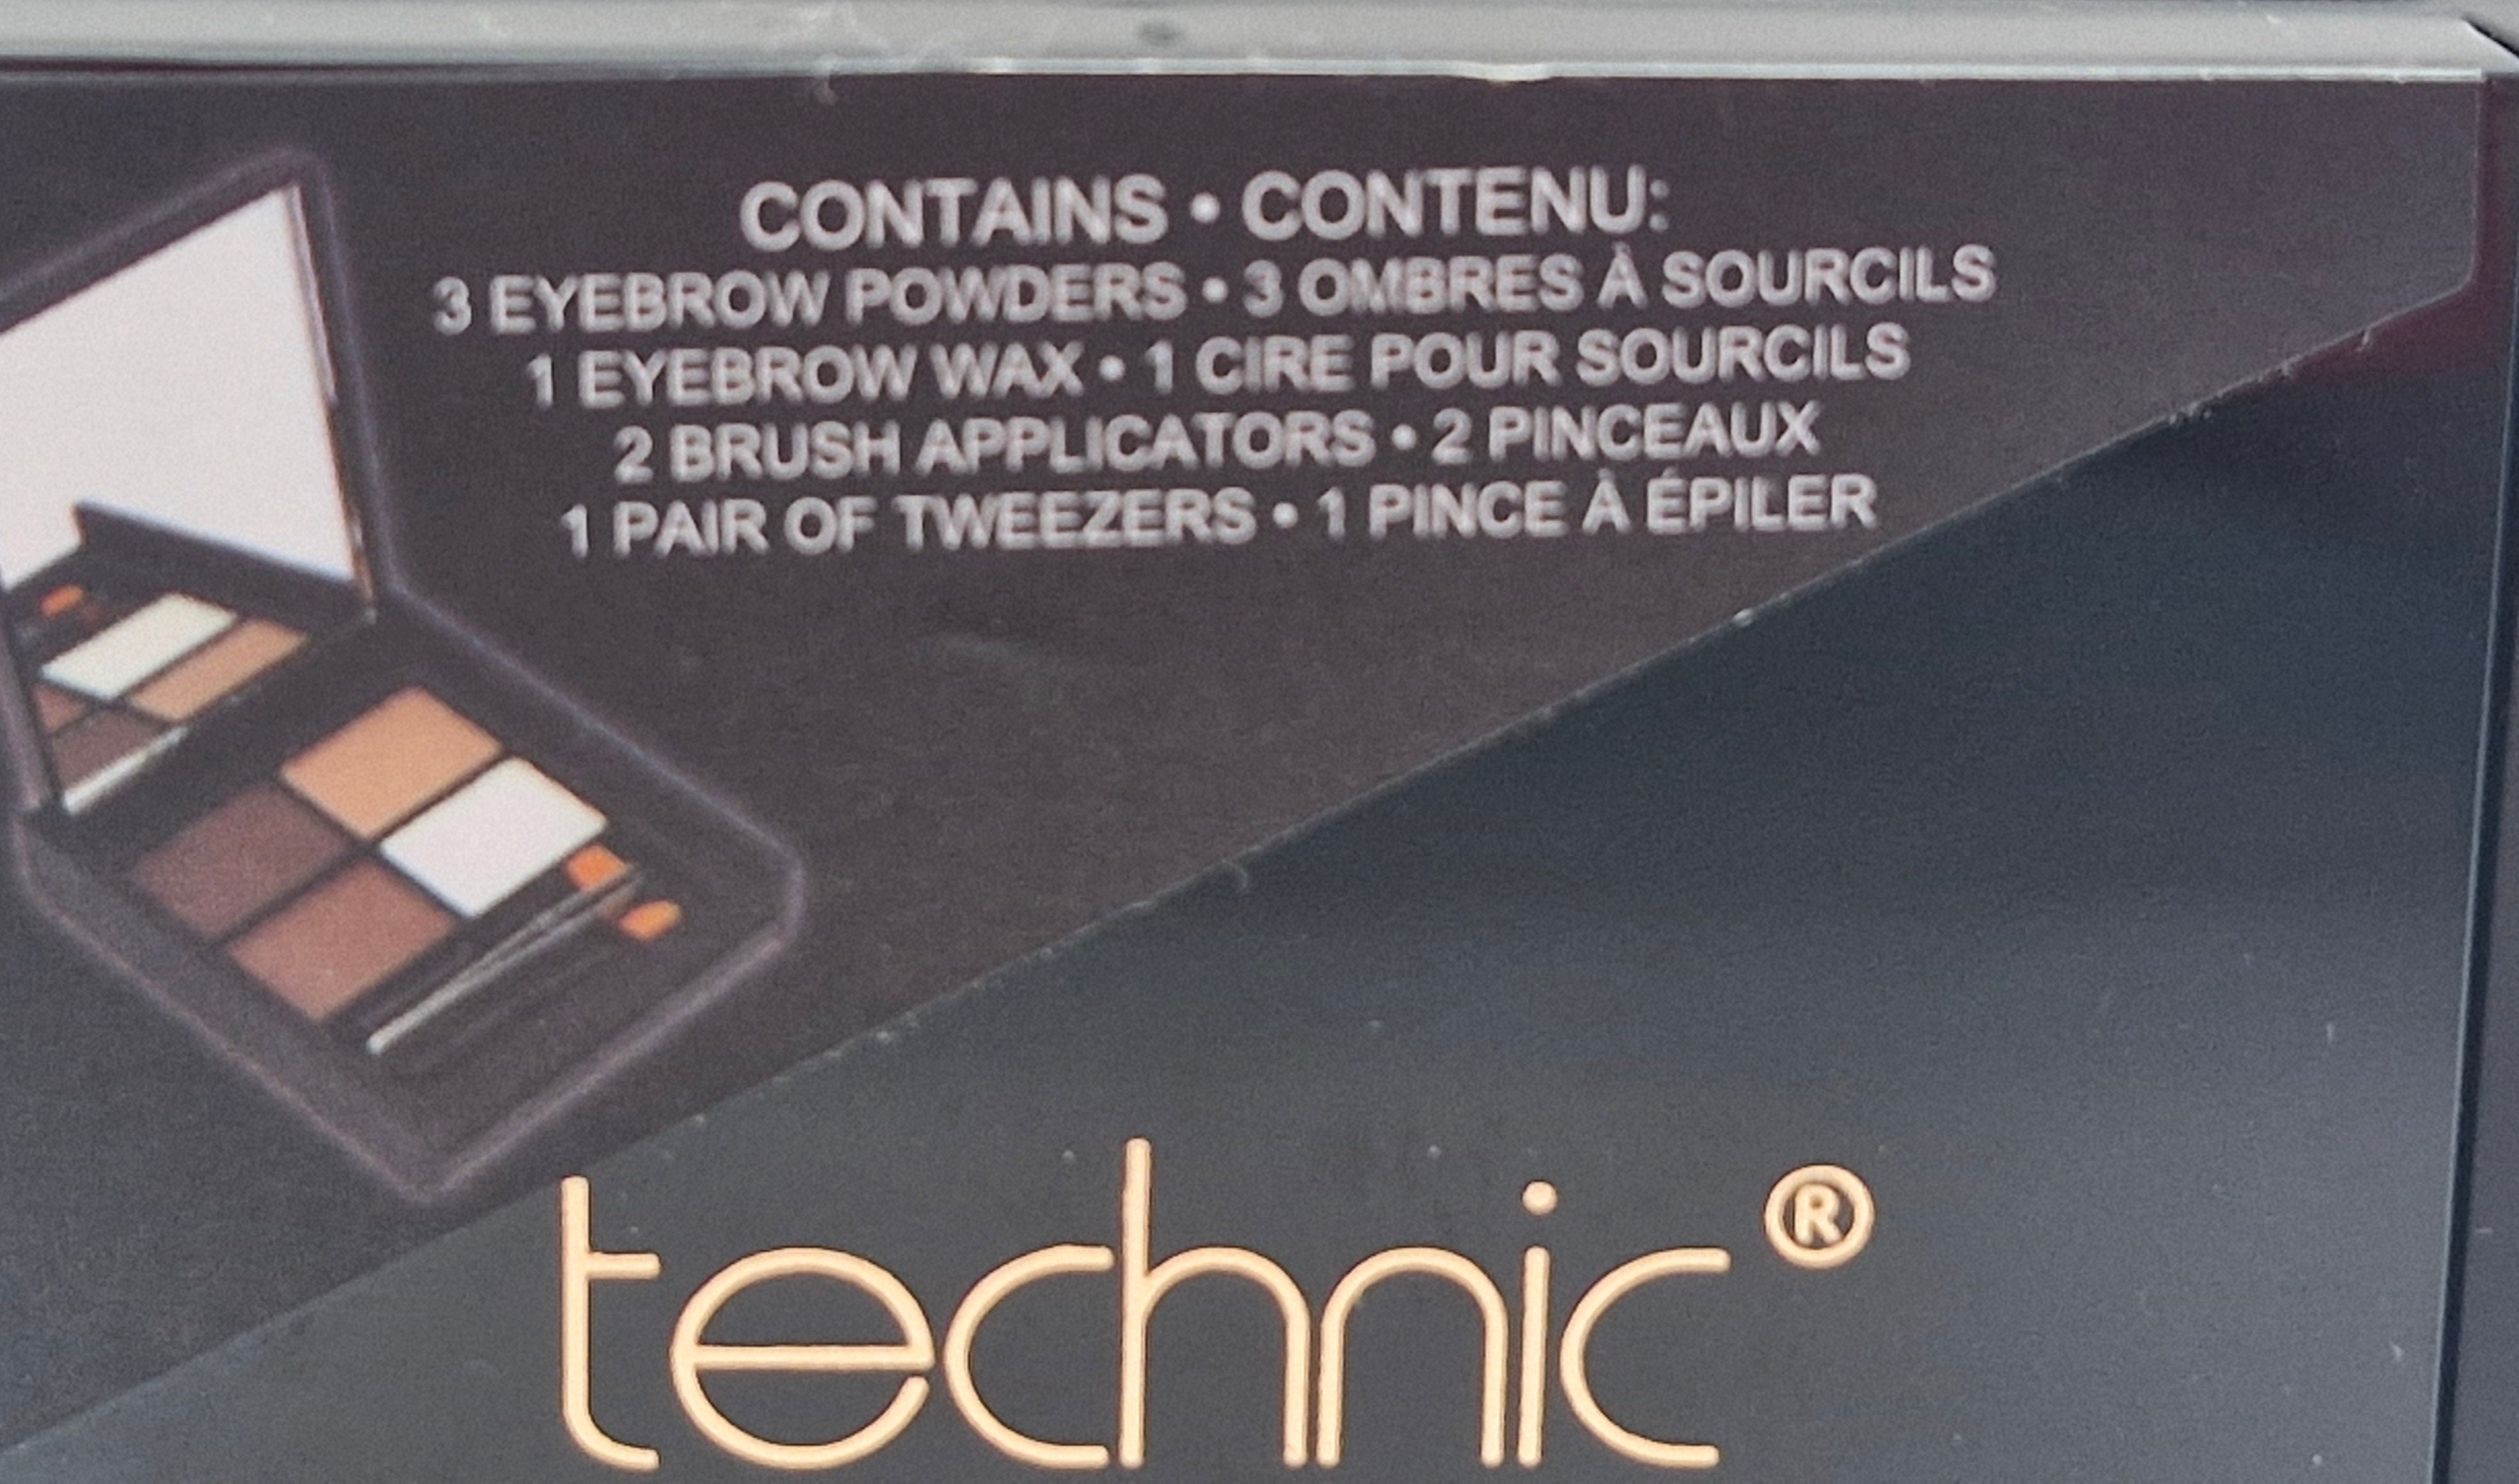 CONTAINS • CONTENU:
3 EYEBROW POWDERS • 3 OMBRES À SOURCILS
1 EYEBROW WAX • 1 CIRE POUR SOURCILS
2 BRUSH APPLICATORS • 2 PINCEAUX
1 PAIR OF TWEEZERS • 1 PINCE À ÉPILER
technic®